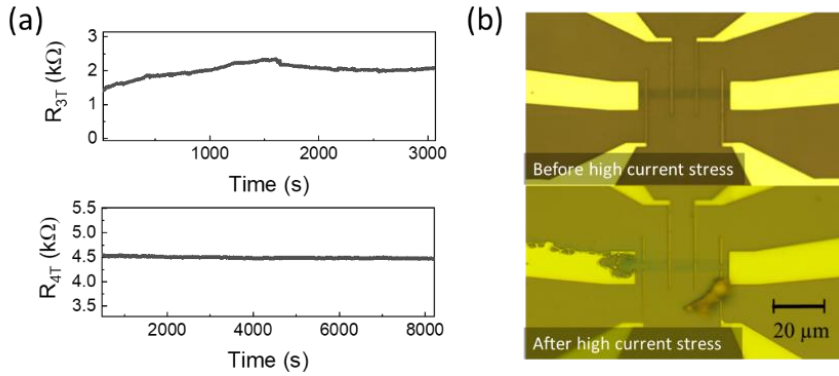 (a)
3
2
1
0
R3T (kΩ)
1000
2000
3000
Time (s)
5.5
5.0
4.5
4.0
3.5
R4T (kΩ)
2000
4000
6000
8000
Time (s)
(b)
Before high current stress
20 µm
After high current stress